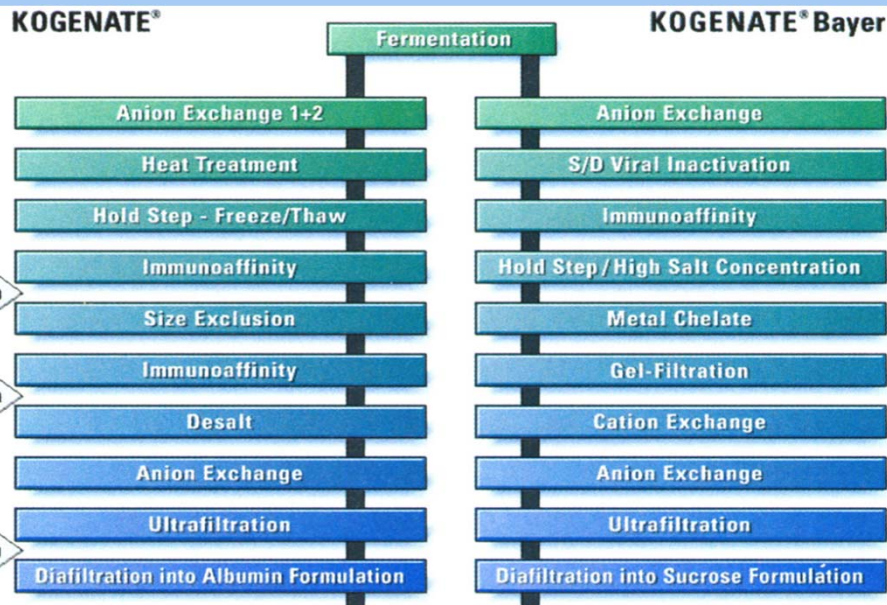 KOGENATE®
KOGENATE® Bayer
Fermentation
Anion Exchange 1+2
Anion Exchange
Heat Treatment
S/D Viral Inactivation
Hold Step - Freeze/Thaw
Immunoaffinity
Immunoaffinity
Hold Step/High Salt Concentration
Size Exclusion
Metal Chelate
Immunoaffinity
Gel-Filtration
Desalt
Cation Exchange
Anion Exchange
Anion Exchange
Ultrafiltration
Ultrafiltration
Diafiltration into Albumin Formulation
Diafiltration into Sucrose Formulation